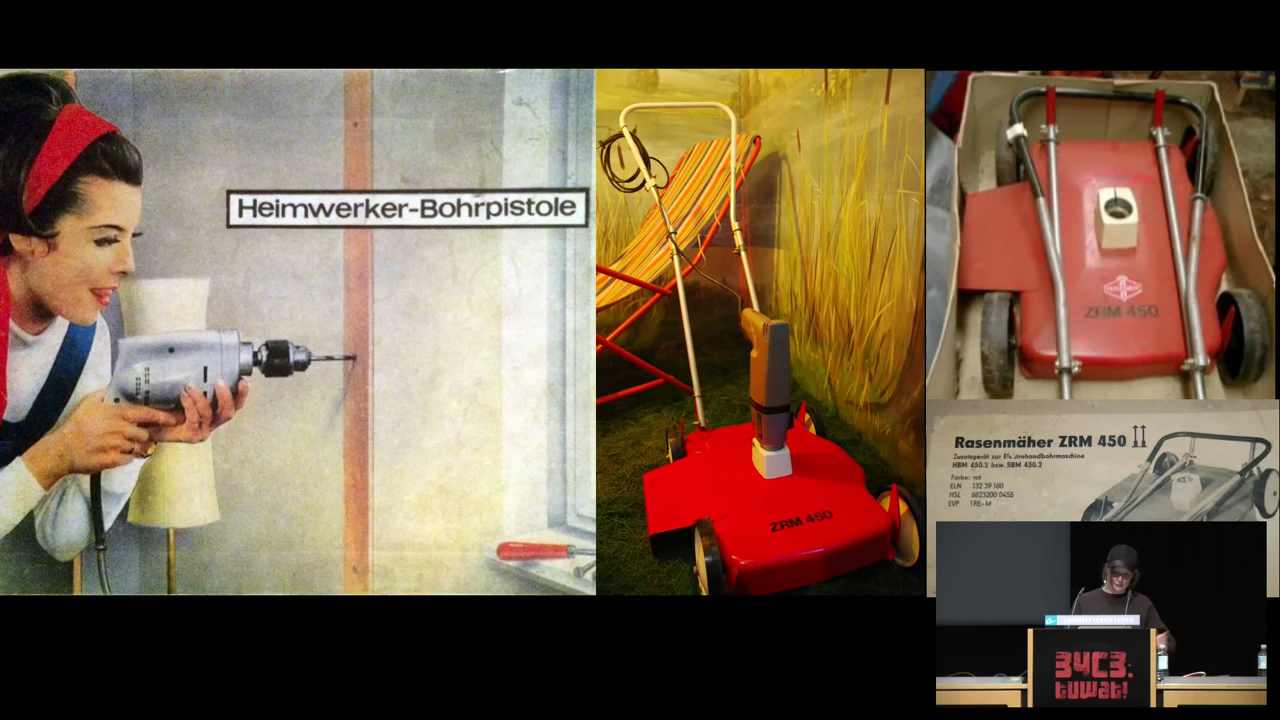 Heimwerker-Bohrpistole
ZRM 450
ZRM 450
Rasenmäher ZRM 450
Zusatzgerät zur Elektrohandbohrmaschine
HBM 450.2 bzw. SBM 450.2
Farbe: rot
ELN 132 39 180
HSL 6823200 0455
EVP 178,-M
34C3.
tuwat!